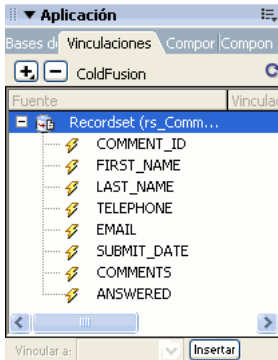 Aplicación
Bases d Vinculaciones Compor Compon
ColdFusion
Fuente Vincula
Recordset (rs_Comm...
COMMENT_ID
FIRST_NAME
LAST_NAME
TELEPHONE
EMAIL
SUBMIT_DATE
COMMENTS
ANSWERED
Vincular a: Insertar